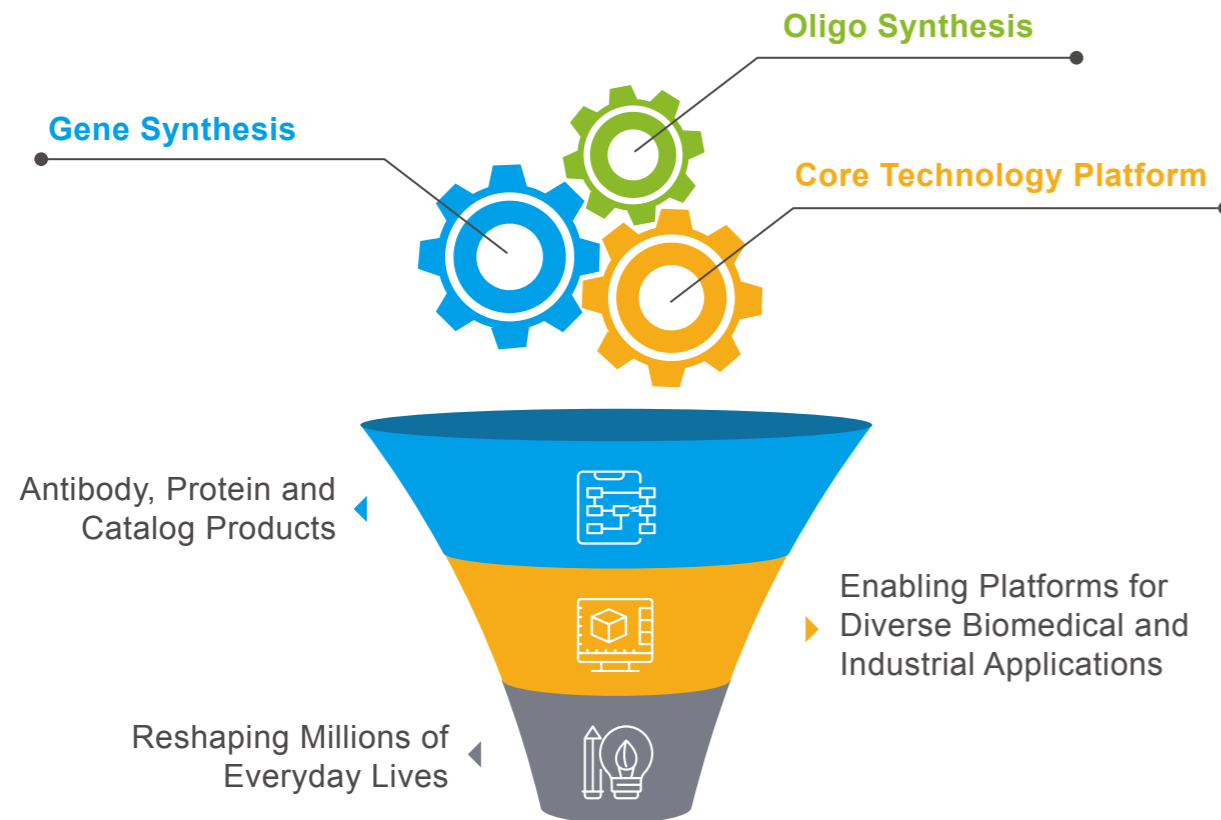 Oligo Synthesis
Gene Synthesis
Core Technology Platform
Antibody, Protein and
Catalog Products
Enabling Platforms for
Diverse Biomedical and
Industrial Applications
Reshaping Millions of
Everyday Lives